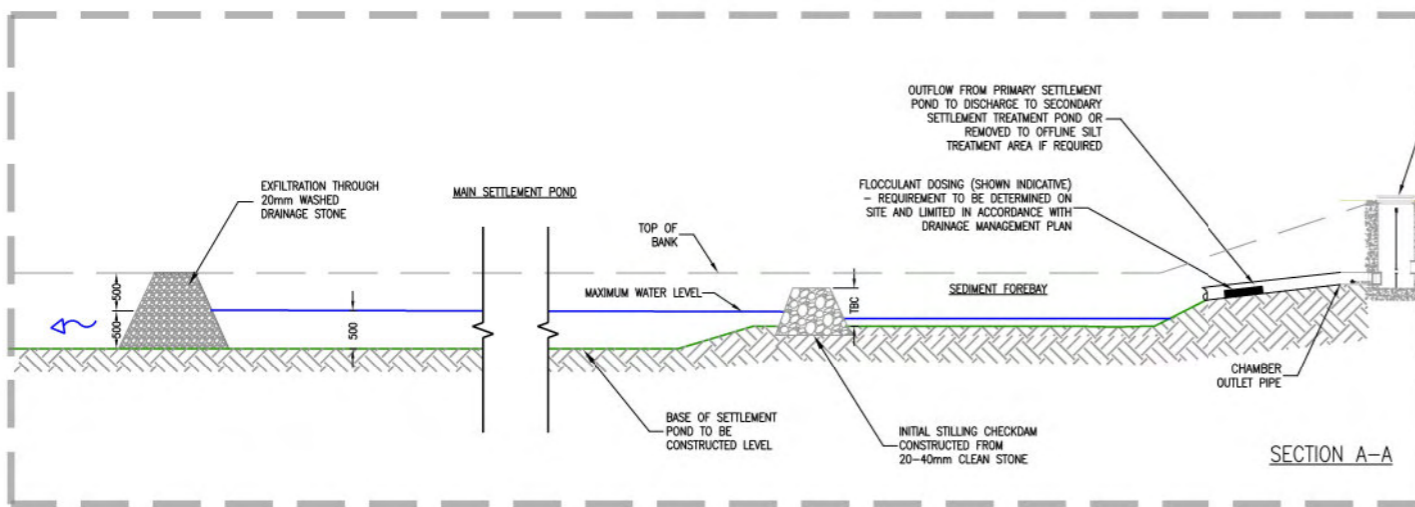 OUTFLOW FROM PRIMARY SETTLEMENT
POND TO DISCHARGE TO SECONDARY
SETTLEMENT TREATMENT POND OR
REMOVED TO OFFLINE SILT
TREATMENT AREA IF REQUIRED
EXFILTRATION THROUGH
20mm WASHED
DRAINAGE STONE
MAIN SETTLEMENT POND
FLOCCULANT DOSING (SHOWN INDICATIVE)
– REQUIREMENT TO BE DETERMINED ON
SITE AND LIMITED IN ACCORDANCE WITH
DRAINAGE MANAGEMENT PLAN
TOP OF
BANK
MAXIMUM WATER LEVEL
SEDIMENT FOREBAY
500
500
500
TBC
CHAMBER
OUTLET PIPE
BASE OF SETTLEMENT
POND TO BE
CONSTRUCTED LEVEL
INITIAL STILLING CHECKDAM
CONSTRUCTED FROM
20–40mm CLEAN STONE
SECTION A–A